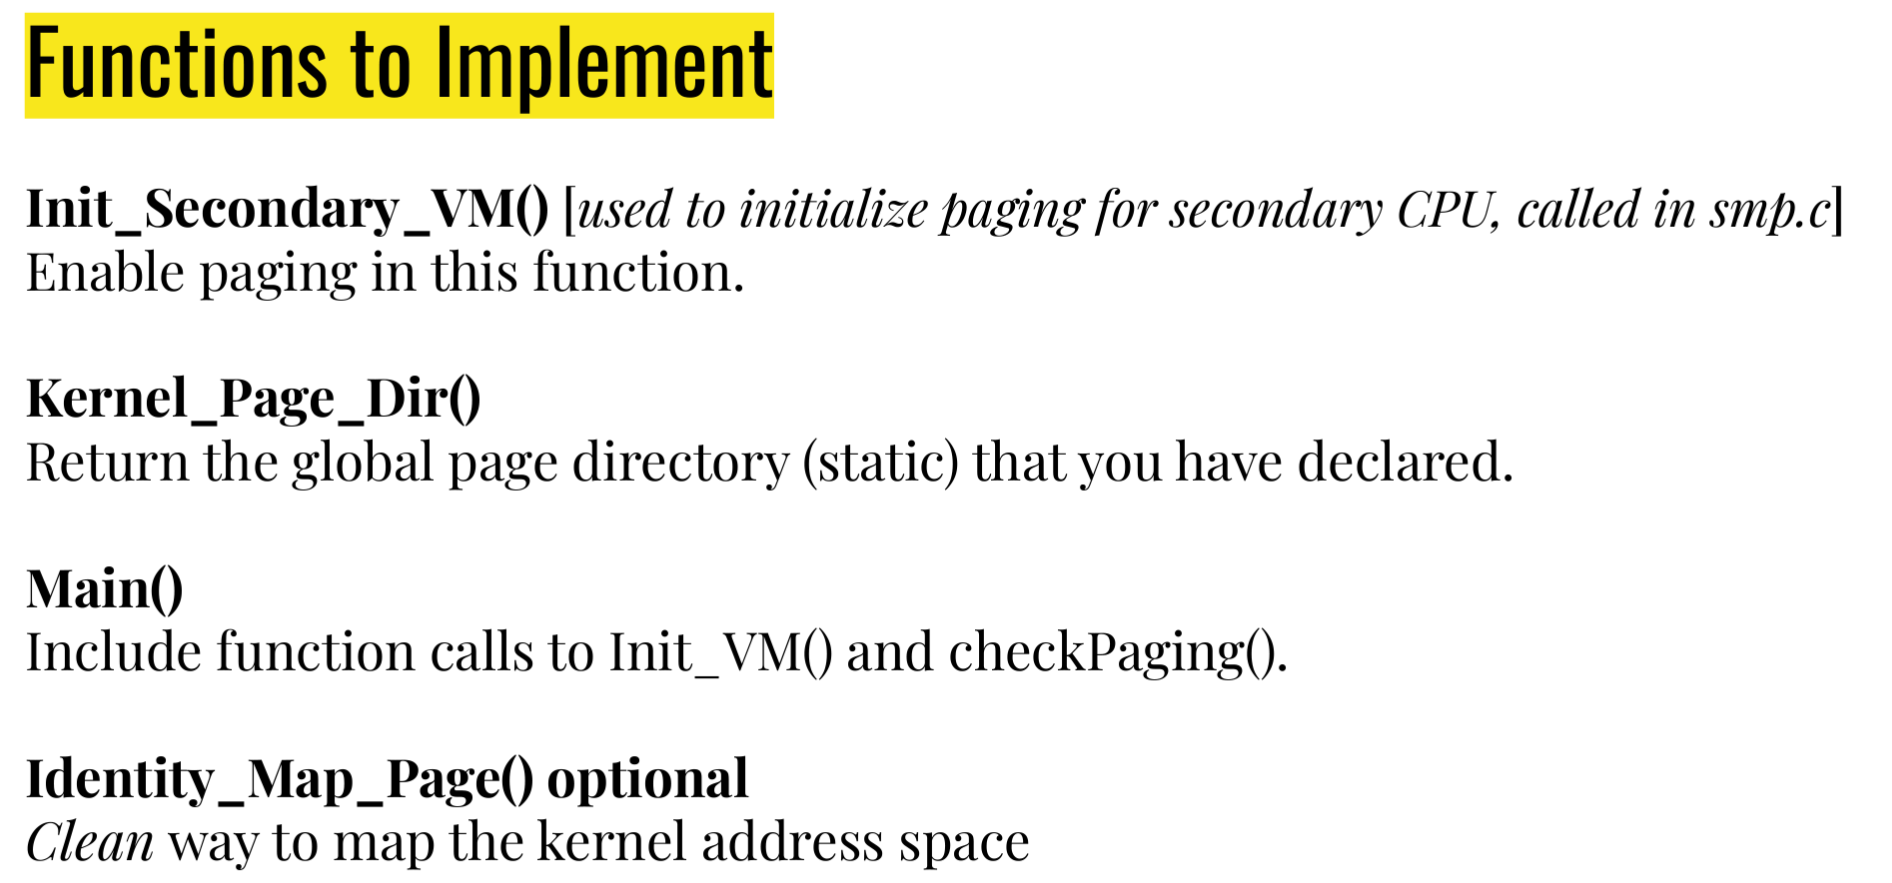 Functions to Implement
Init_Secondary_VM() [used to initialize paging for secondary CPU, called in smp.c]
Enable paging in this function.
Kernel_Page_Dir()
Return the global page directory (static) that you have declared.
Main()
Include function calls to Init_VM() and checkPaging().
Identity_Map_Page() optional
Clean way to map the kernel address space